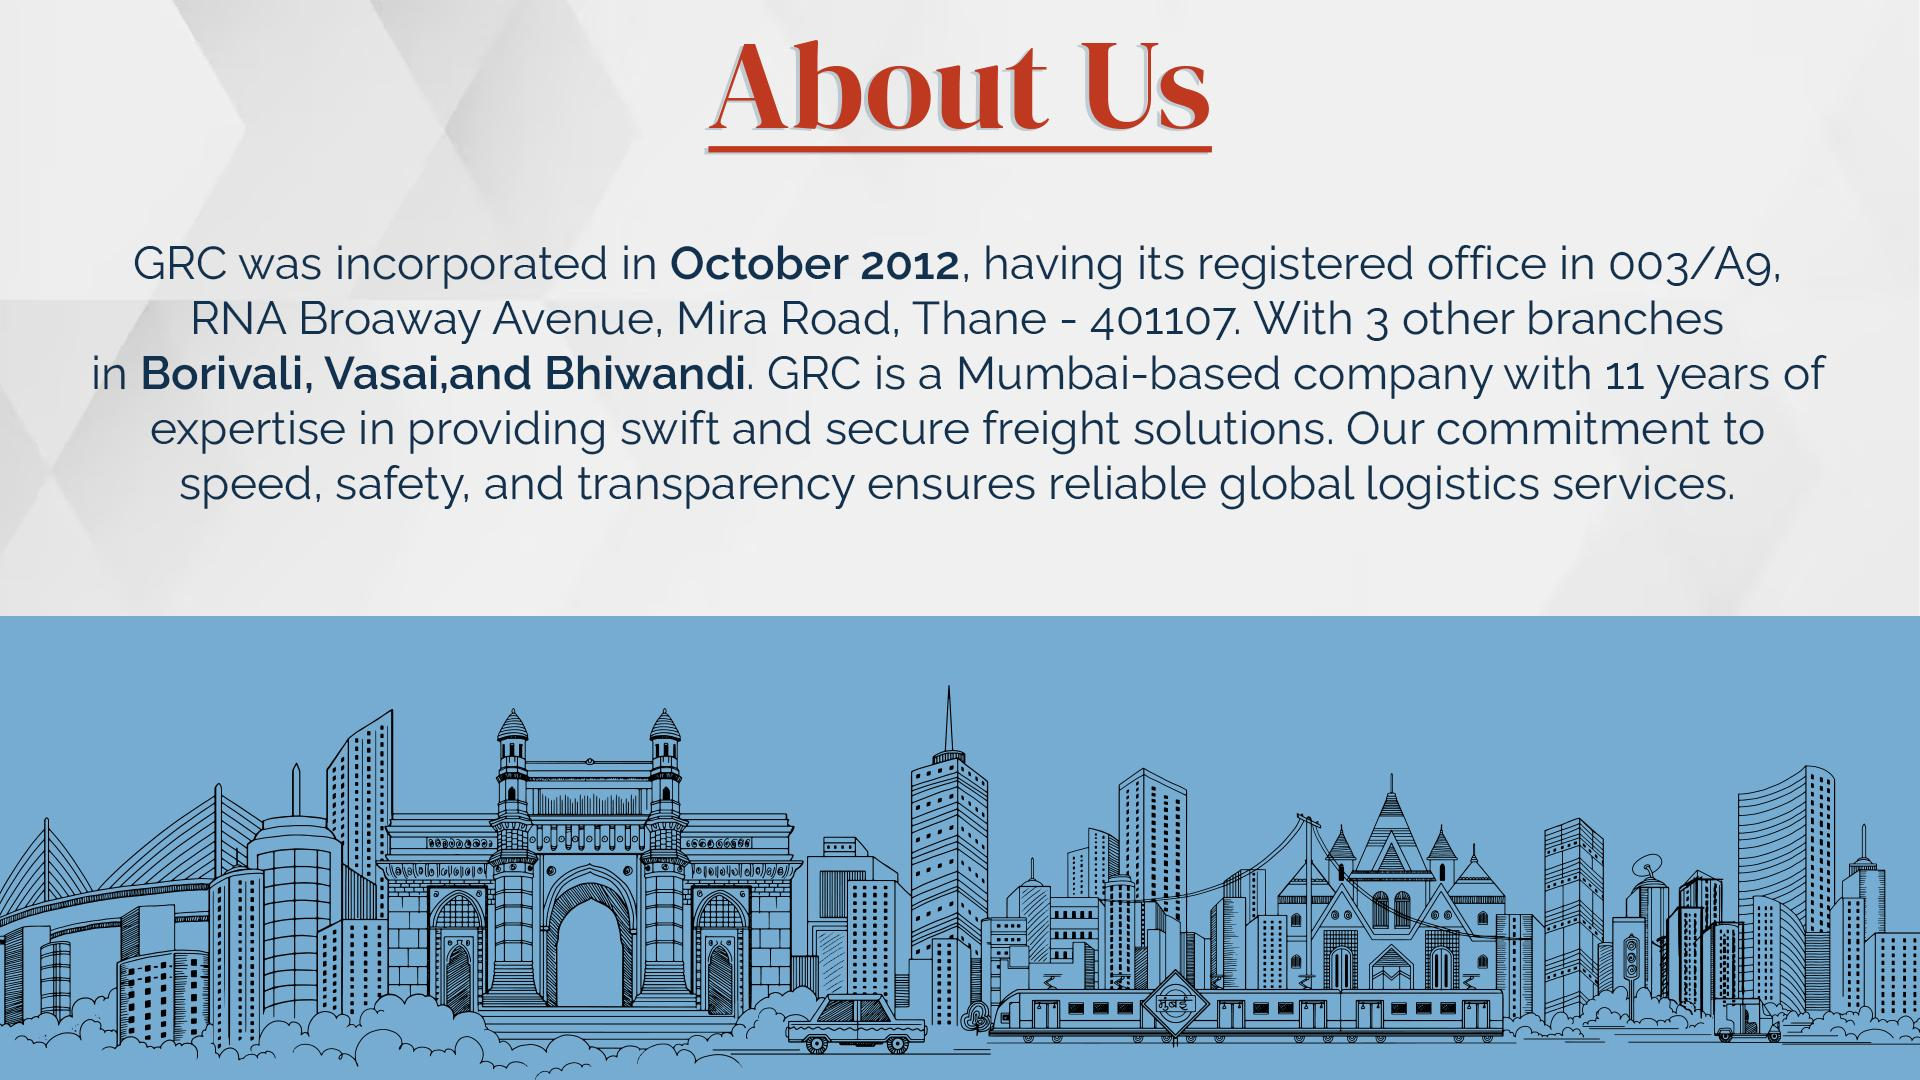 About Us
GRC was incorporated in October 2012, having its registered office in 003/A9,
RNA Broaway Avenue, Mira Road, Thane - 401107. With 3 other branches
in Borivali, Vasai,and Bhiwandi. GRC is a Mumbai-based company with 11 years of
expertise in providing swift and secure freight solutions. Our commitment to
speed, safety, and transparency ensures reliable global logistics services.
मुंबई